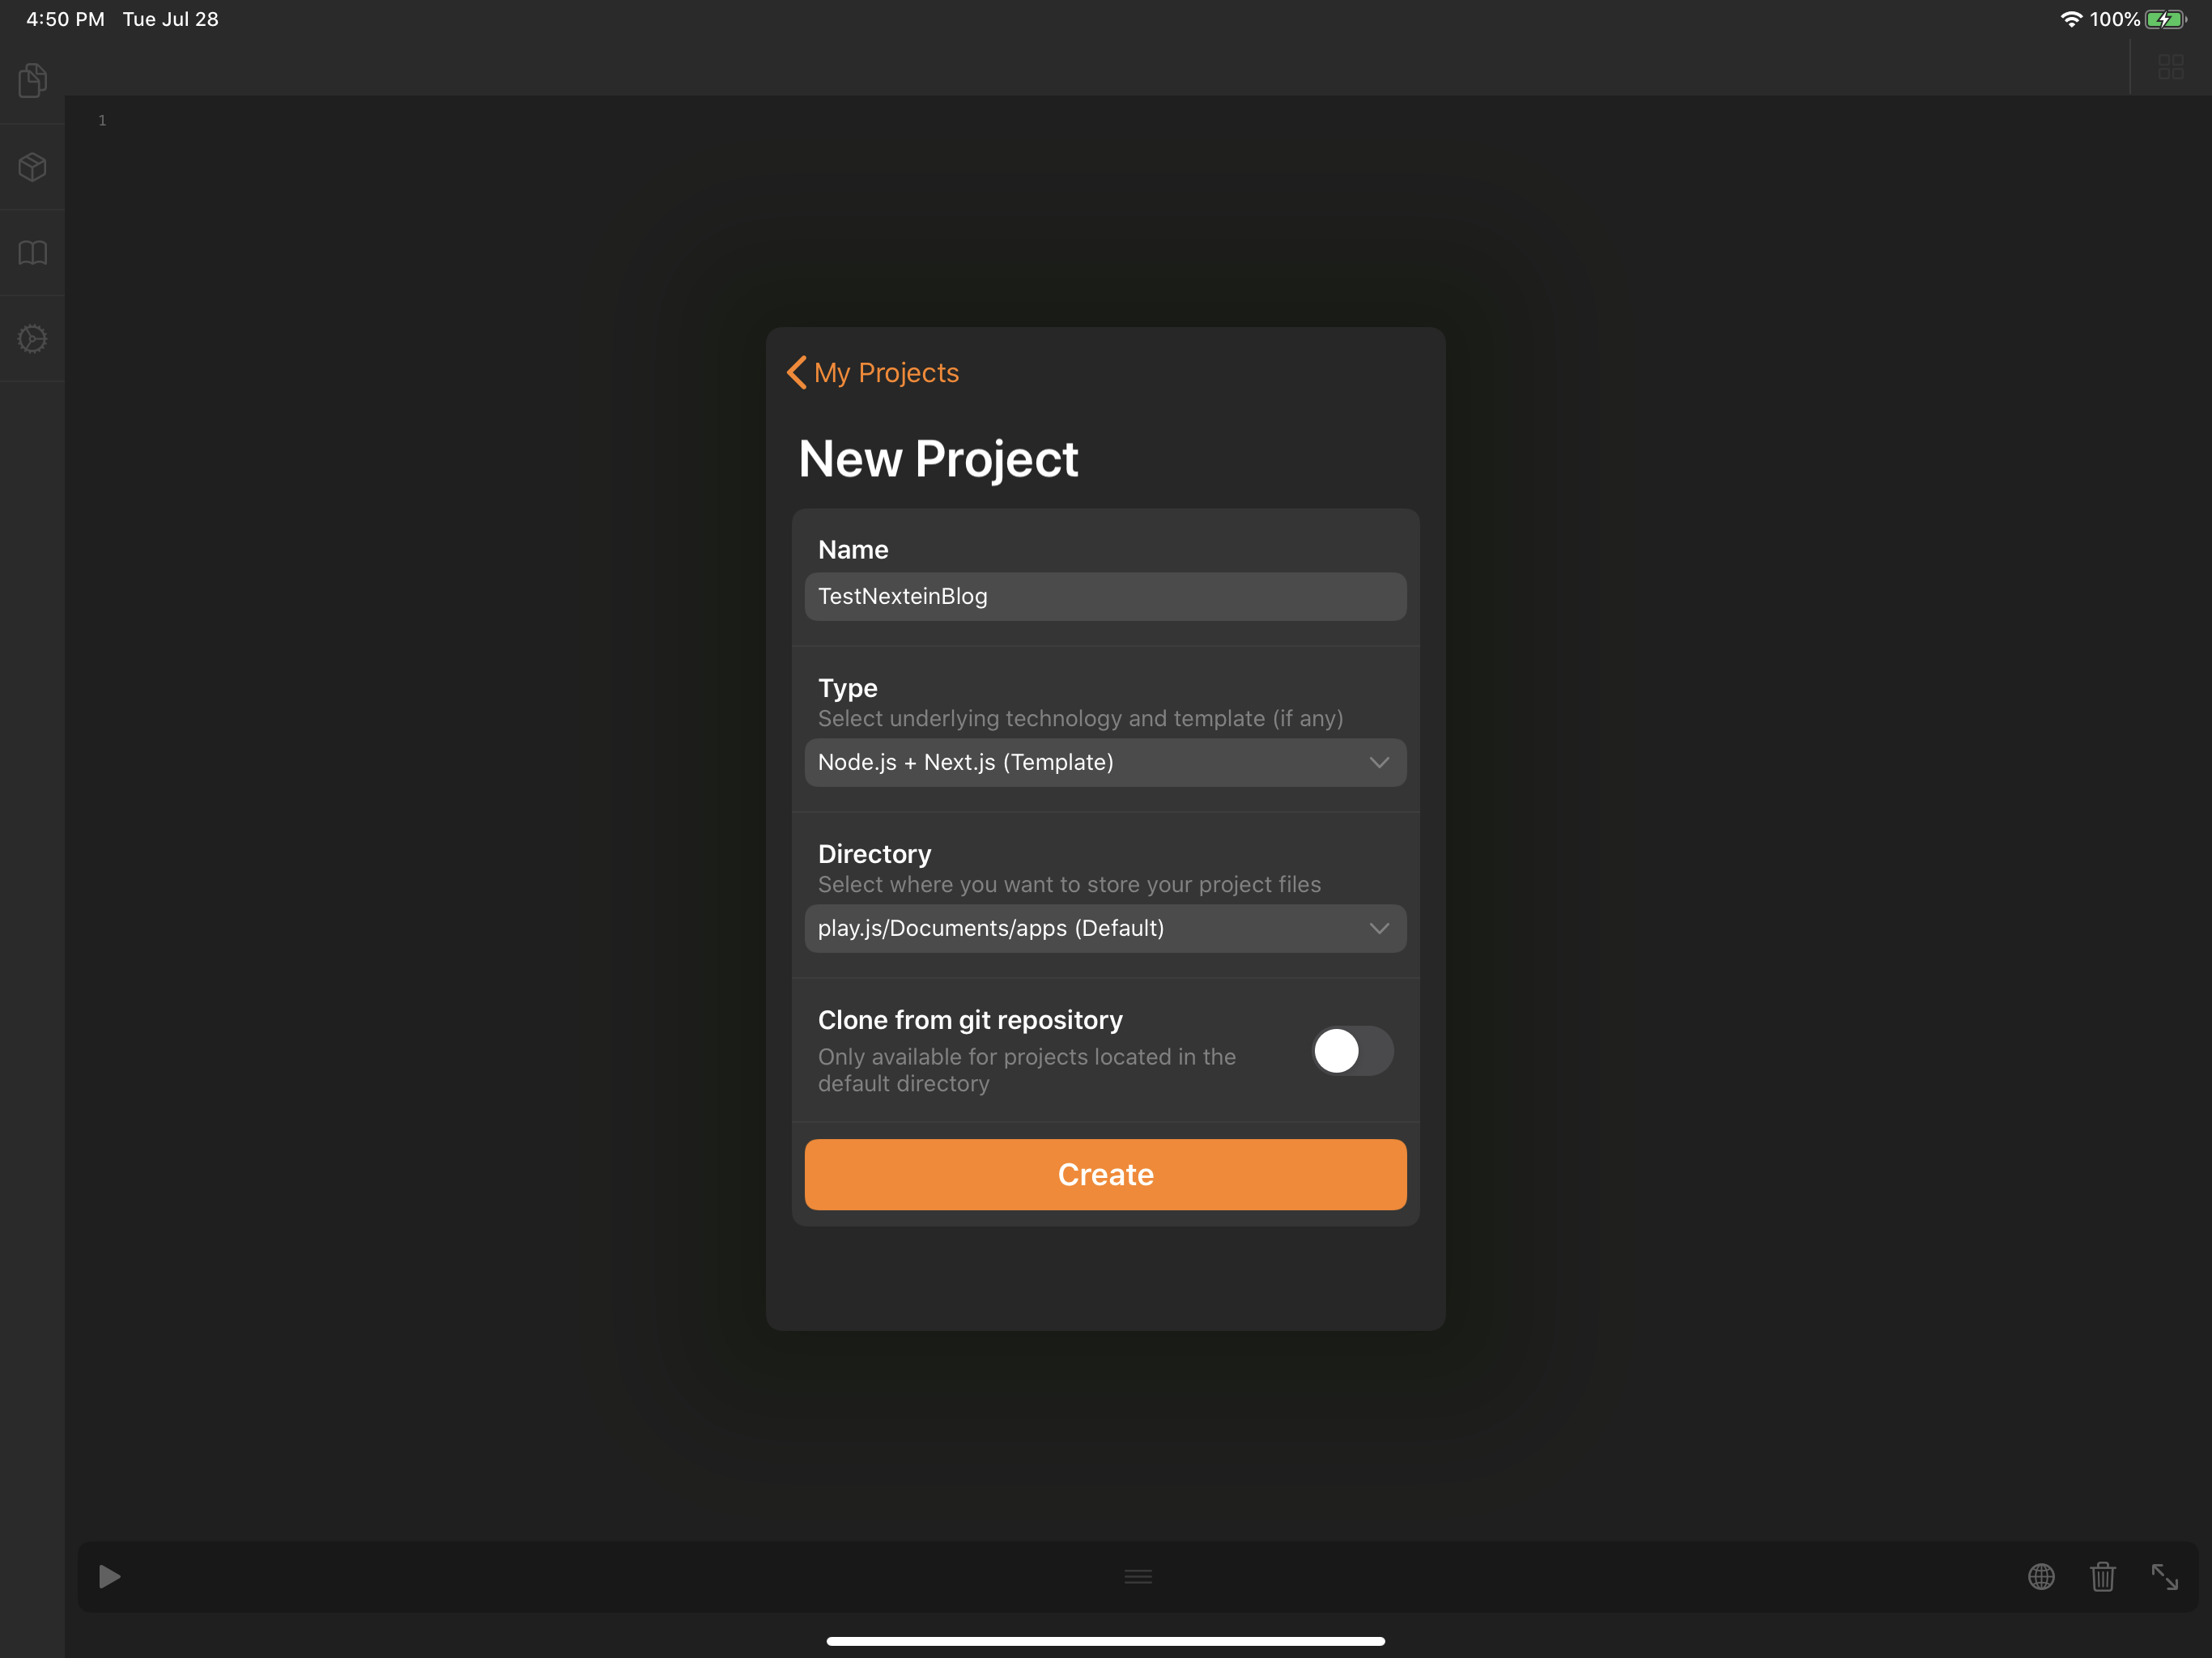 4:50 PM Tue Jul 28
100%
1
My Projects
New Project
Name
TestNexteinBlog
Type
Select underlying technology and template (if any)
Node.js + Next.js (Template)
Directory
Select where you want to store your project files
play.js/Documents/apps (Default)
Clone from git repository
Only available for projects located in the
default directory
Create